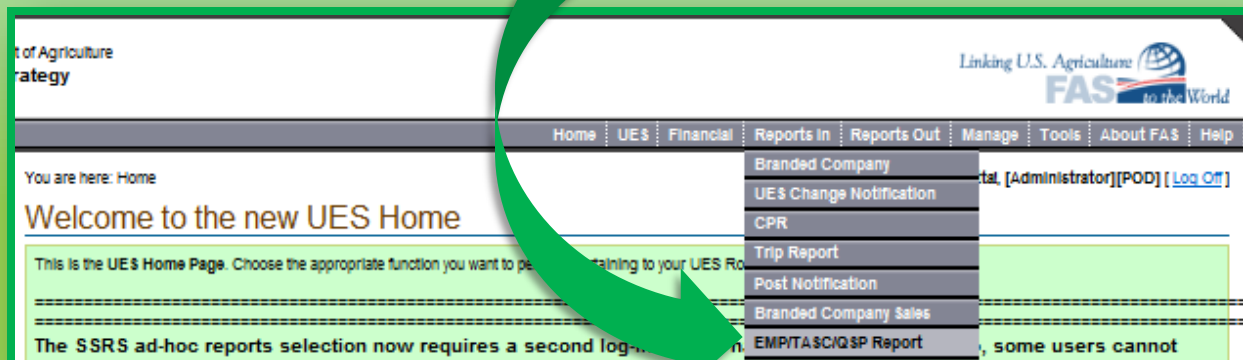 t of Agriculture
rategy
Linking U.S. Agriculture
FAS
to the World
Home UES Financial Reports In Reports Out Manage Tools About FAS Help
You are here: Home
tal, [Administrator][POD] [ Log Off ]
Branded Company
UES Change Notification
CPR
Trip Report
Post Notification
Branded Company Sales
EMP/TASC/QSP Report
Welcome to the new UES Home
This is the UES Home Page. Choose the appropriate function you want to pe taining to your UES Ro
The SSRS ad-hoc reports selection now requires a second log- , some users cannot